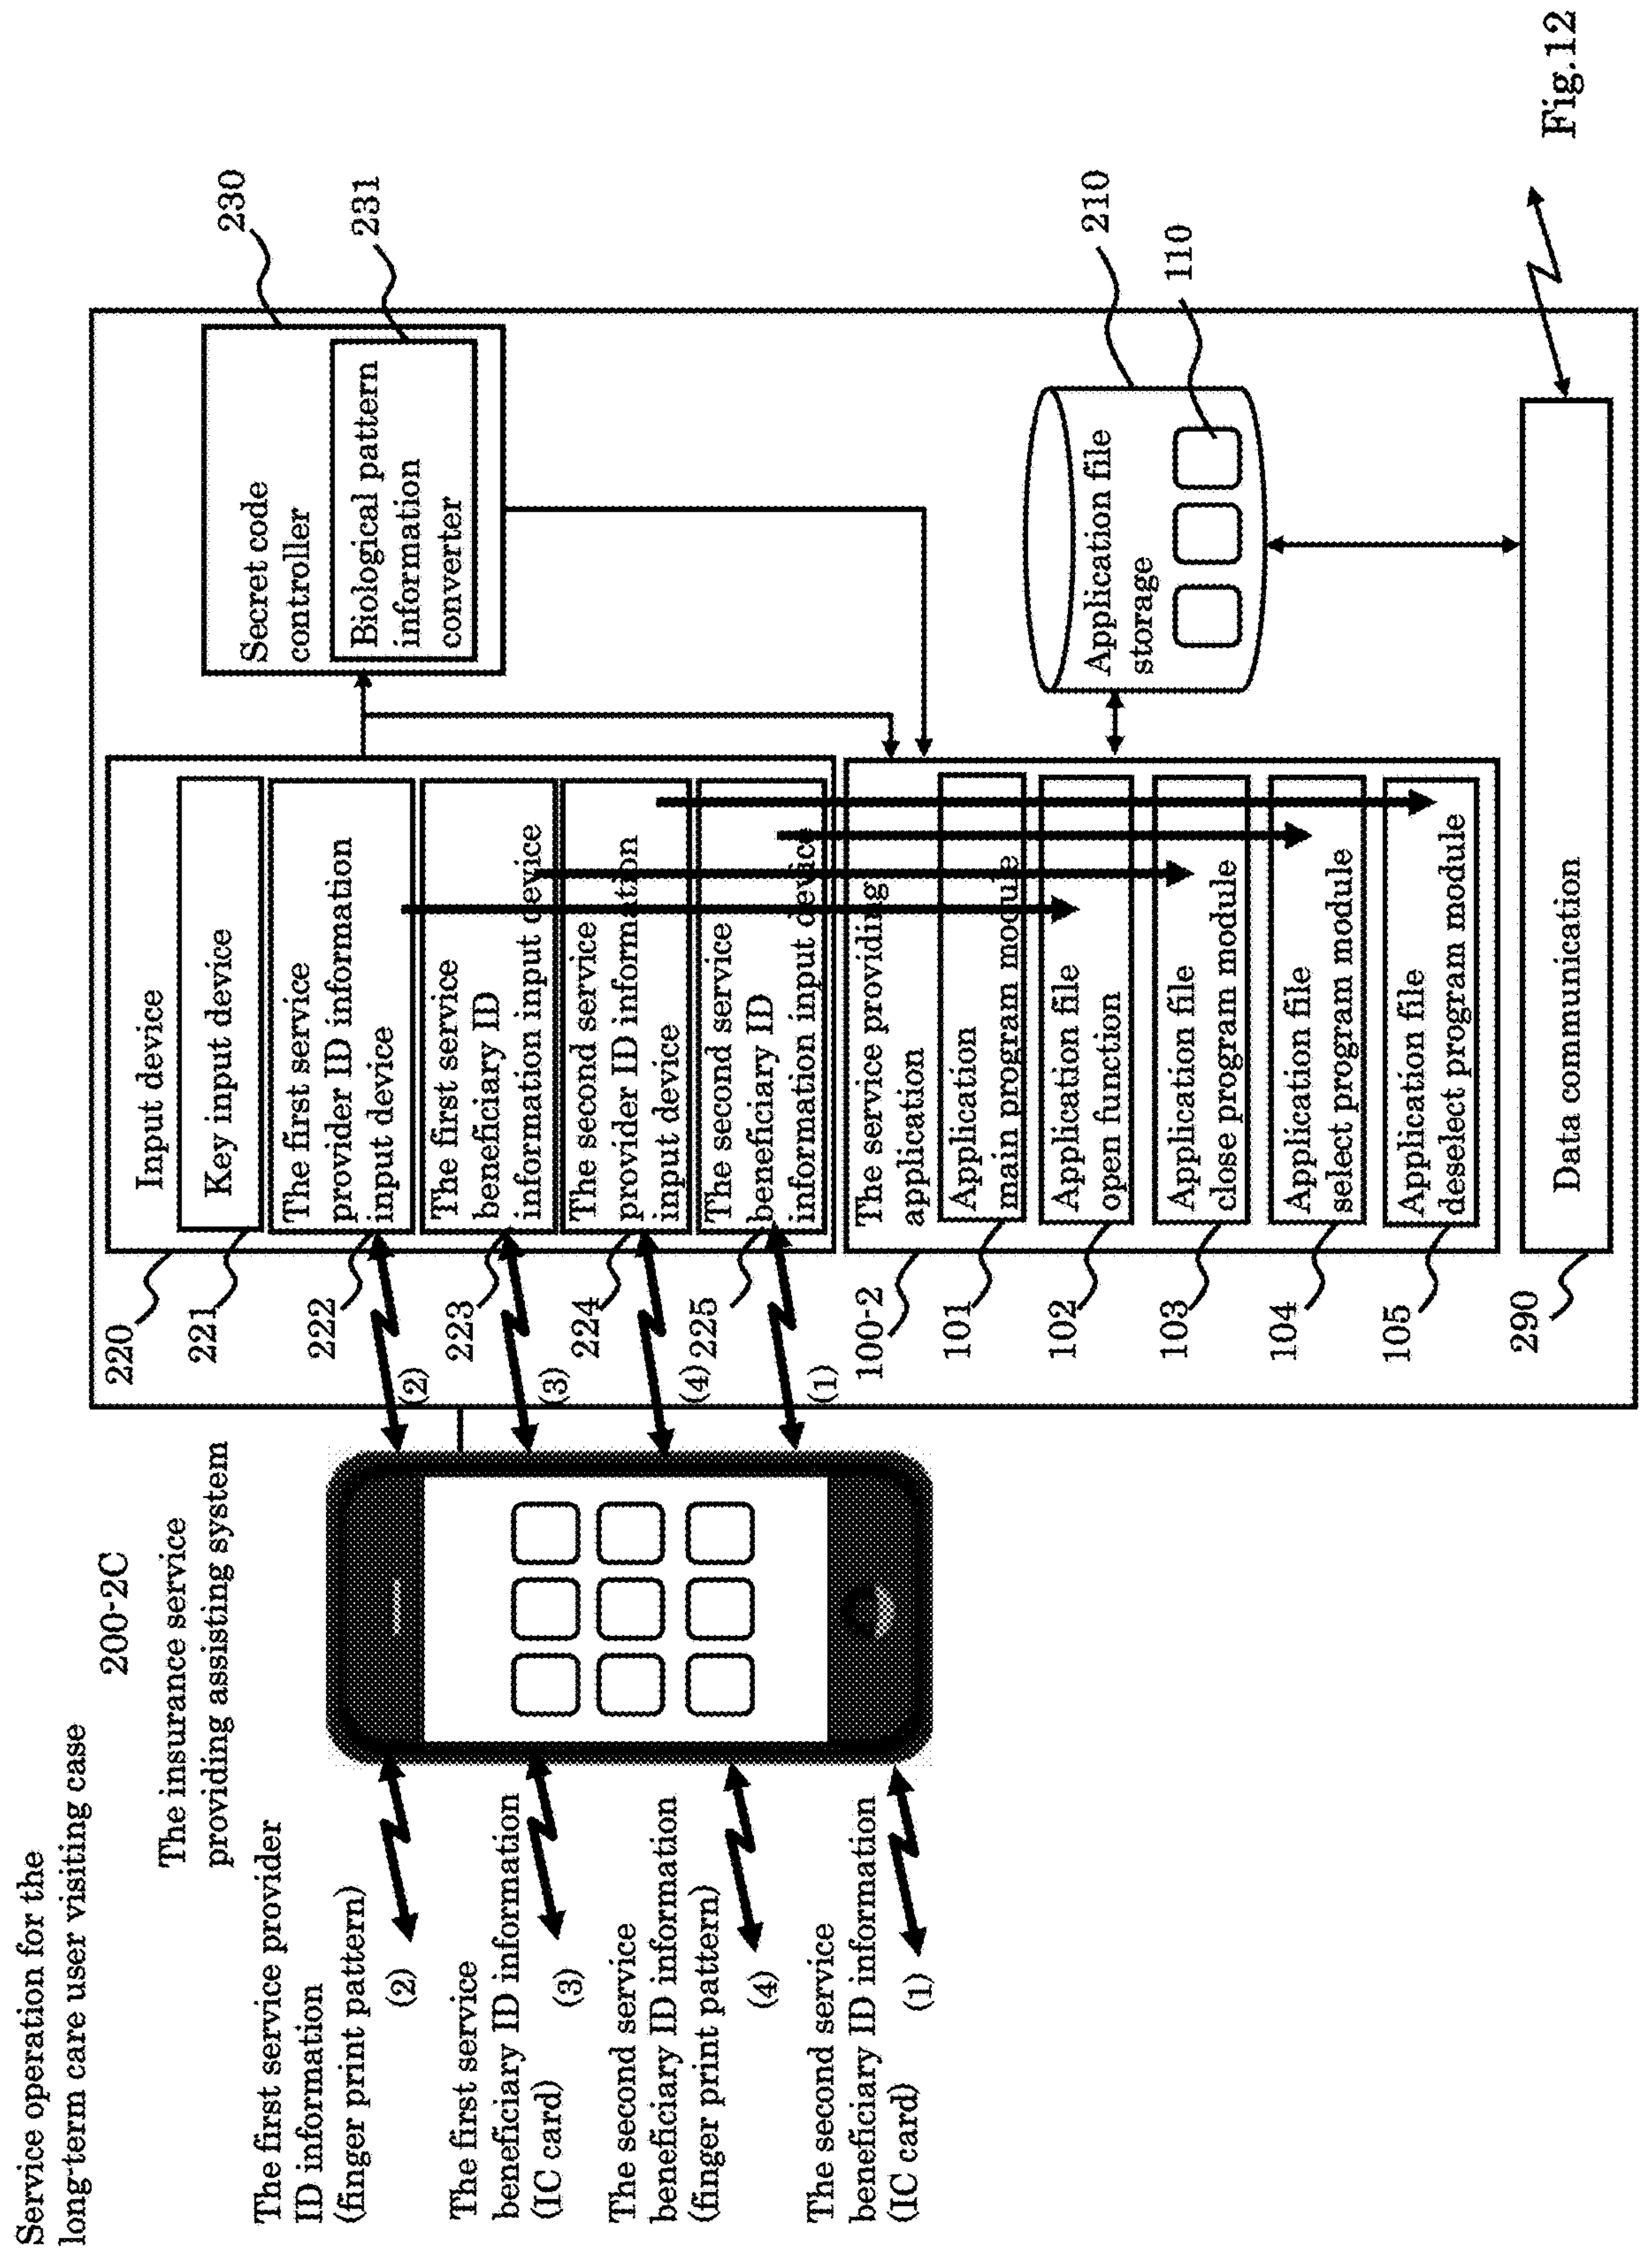 Service operation for the
long-term care user visiting case
200-2C
The insurance service
providing assisting system
The first service provider
ID information
(finger print pattern)
(2)
The first service
beneficiary ID information
(IC card)
(3)
The second service
beneficiary ID information
(finger print pattern)
(4)
The second service
beneficiary ID information
(IC card)
(1)
(2)
(3)
(4)
(1)
220
221
222
223
224
225
100-2
101
102
103
104
105
290
Input device
Key input device
The first service
provider ID information
input device
The first service
beneficiary ID
information input device
The second service
provider ID information
input device
The second service
beneficiary ID
information input device
The service providing
application
Application
main program module
Application file
open function
Application file
close program module
Application file
select program module
Application file
deselect program module
Data communication
Secret code
controller
Biological pattern
information
converter
230
231
Application file
storage
210
110
Fig.12